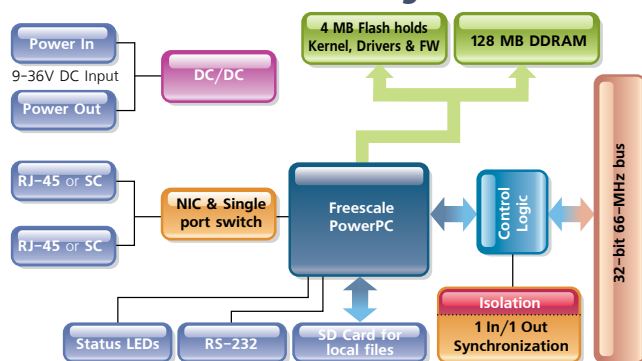 4 MB Flash holds
Kernel, Drivers & FW
128 MB DDRAM
Power In
9-36V DC Input
Power Out
DC/DC
RJ-45 or SC
RJ-45 or SC
NIC & Single
port switch
Freescale
PowerPC
Control
Logic
32-bit 66-MHz bus
Isolation
1 In/1 Out
Synchronization
Status LEDs
RS-232
SD Card for
local files